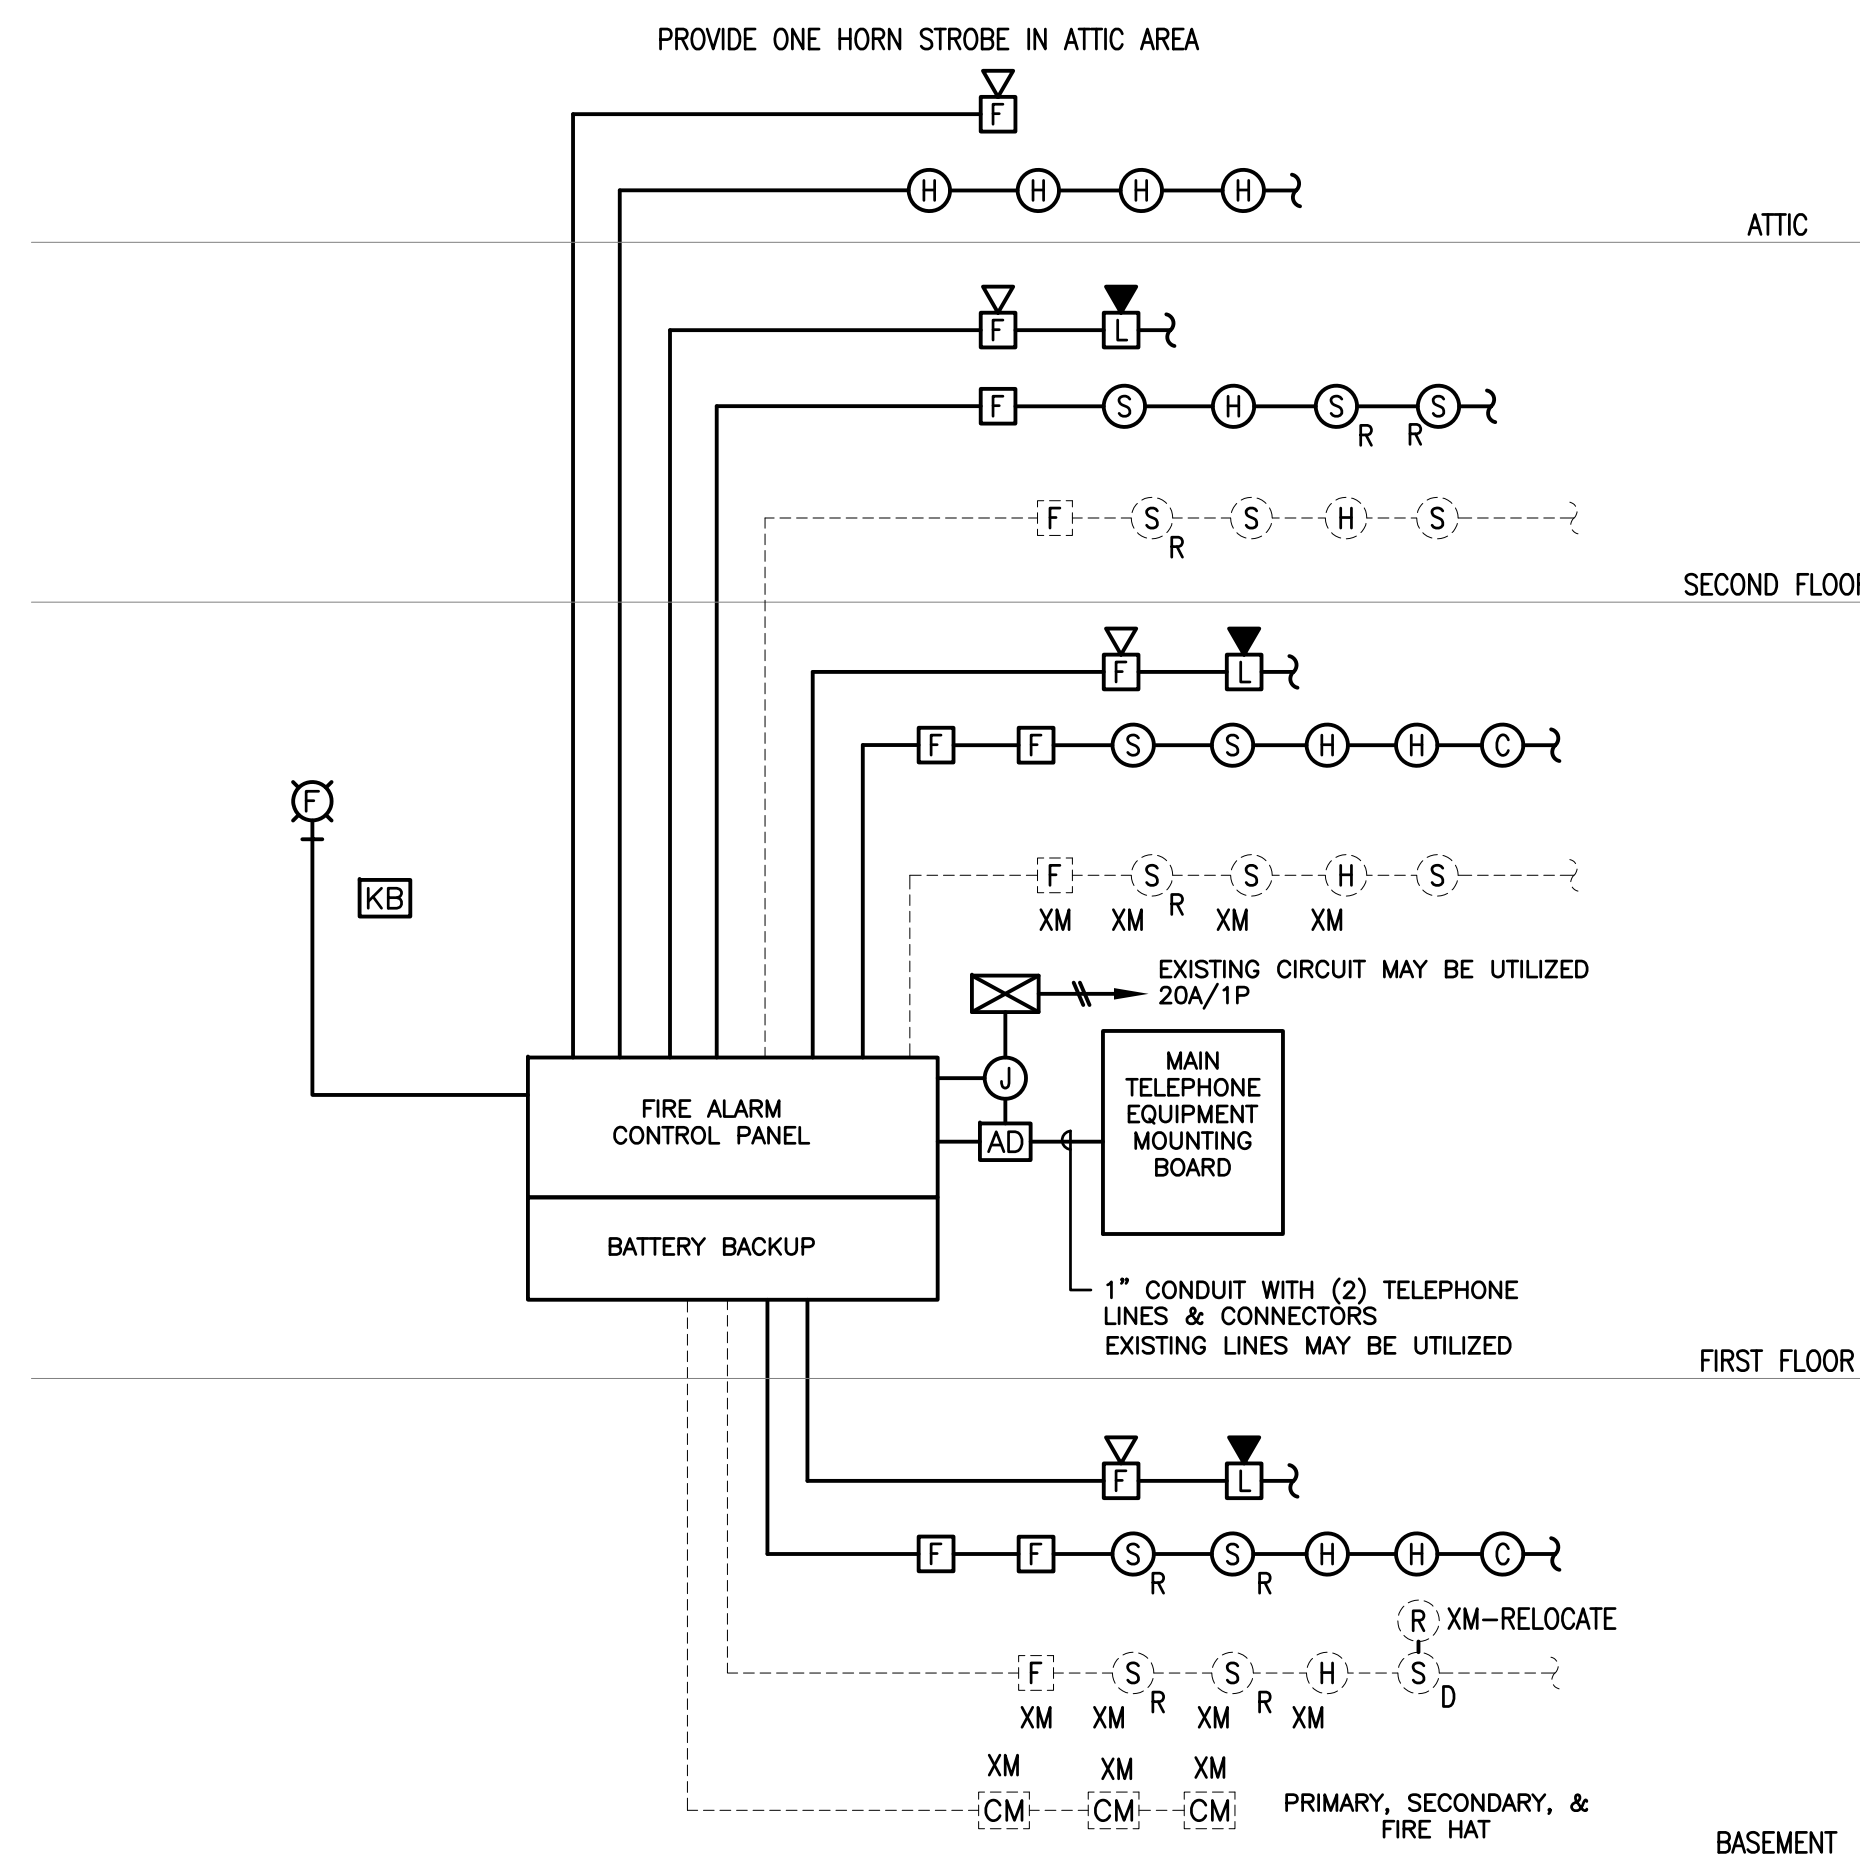 PROVIDE ONE HORN STROBE IN ATTIC AREA
F
H H H H
ATTIC
F L
F S H S S
R R
F S S H S
R
SECOND FLOOR
F L
F F S S H H C
F
KB
F S S H S
R
XM XM XM XM
EXISTING CIRCUIT MAY BE UTILIZED
20A/1P
J
AD
MAIN
TELEPHONE
EQUIPMENT
MOUNTING
BOARD
FIRE ALARM
CONTROL PANEL
BATTERY BACKUP
1" CONDUIT WITH (2) TELEPHONE
LINES & CONNECTORS
EXISTING LINES MAY BE UTILIZED
FIRST FLOOR
F L
F F S S H H C
R R
R XM-RELOCATE
F S S H S
R R D
XM XM XM XM
XM XM XM
CM CM CM
PRIMARY, SECONDARY, &
FIRE HAT
BASEMENT